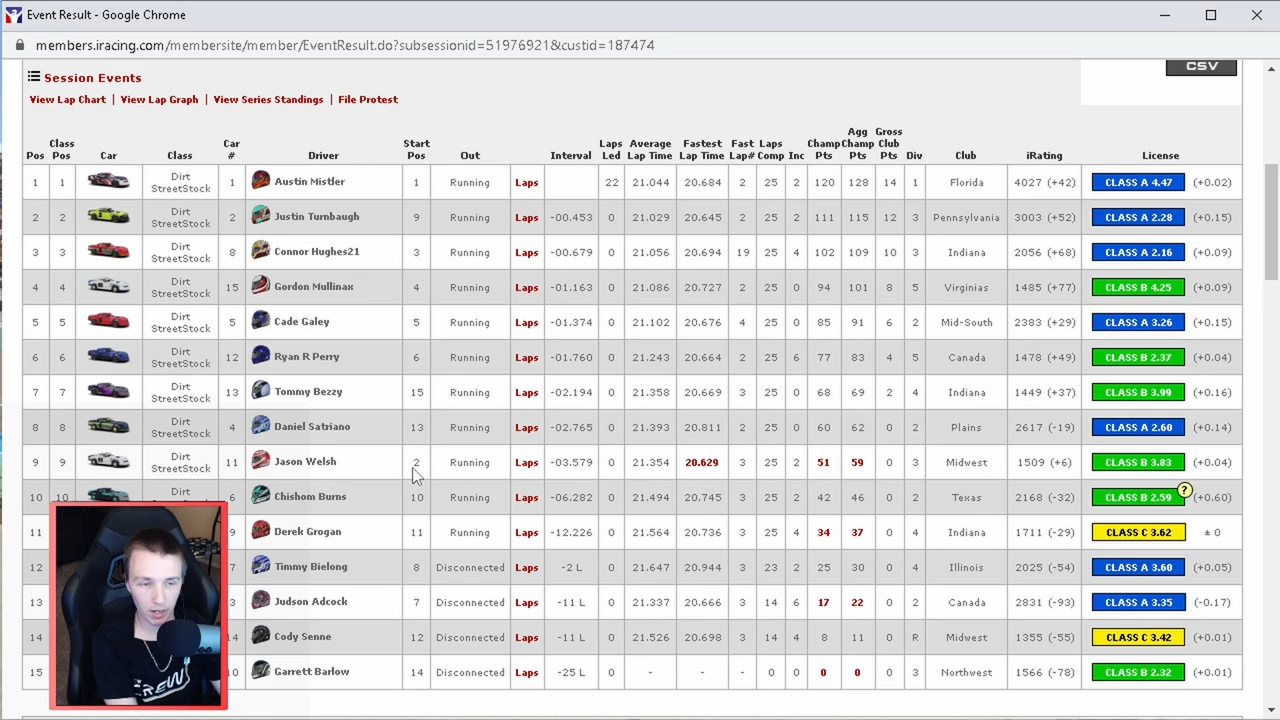 Event Result - Google Chrome
members.iracing.com/membersite/member/EventResult.do?subsessionid=51976921&custid=187474
CSV
Session Events
View Lap Chart | View Lap Graph | View Series Standings | File Protest
Pos Class Pos Car Class Car # Driver Start Pos Out Interval Laps Led Average Lap Time Fastest Lap Time Fast Lap# Laps Comp Inc Champ Pts Agg Champ Pts Gross Club Pts Div Club iRating License
1 1 Dirt StreetStock 1 Austin Mistler 1 Running Laps 22 21.044 20.684 2 25 2 120 128 14 1 Florida 4027 (+42) CLASS A 4.47 (+0.02)
2 2 Dirt StreetStock 2 Justin Turnbaugh 9 Running Laps -00.453 0 21.029 20.645 2 25 2 111 115 12 3 Pennsylvania 3003 (+52) CLASS A 2.28 (+0.15)
3 3 Dirt StreetStock 8 Connor Hughes21 3 Running Laps -00.679 0 21.056 20.694 19 25 4 102 109 10 3 Indiana 2056 (+68) CLASS A 2.16 (+0.09)
4 4 Dirt StreetStock 15 Gordon Mullinax 4 Running Laps -01.163 0 21.086 20.727 2 25 0 94 101 8 5 Virginias 1485 (+77) CLASS B 4.25 (+0.09)
5 5 Dirt StreetStock 5 Cade Galey 5 Running Laps -01.374 0 21.102 20.676 4 25 0 85 91 6 2 Mid-South 2383 (+29) CLASS A 3.26 (+0.15)
6 6 Dirt StreetStock 12 Ryan R Perry 6 Running Laps -01.760 0 21.243 20.664 2 25 6 77 83 4 5 Canada 1478 (+49) CLASS B 2.37 (+0.04)
7 7 Dirt StreetStock 13 Tommy Bezzy 15 Running Laps -02.194 0 21.358 20.669 3 25 0 68 69 2 4 Indiana 1449 (+37) CLASS B 3.99 (+0.16)
8 8 Dirt StreetStock 4 Daniel Satriano 13 Running Laps -02.765 0 21.393 20.811 2 25 0 60 62 0 2 Plains 2617 (-19) CLASS A 2.60 (+0.14)
9 9 Dirt StreetStock 11 Jason Welsh 2 Running Laps -03.579 0 21.354 20.629 3 25 2 51 59 0 3 Midwest 1509 (+6) CLASS B 3.83 (+0.04)
10 10 Dirt 6 Chishom Burns 10 Running Laps -06.282 0 21.494 20.745 3 25 2 42 46 0 2 Texas 2168 (-32) CLASS B 2.59 ? (+0.60)
11 9 Derek Grogan 11 Running Laps -12.226 0 21.564 20.736 3 25 4 34 37 0 4 Indiana 1711 (-29) CLASS C 3.62 ± 0
12 7 Timmy Bielong 8 Disconnected Laps -2 L 0 21.647 20.944 3 23 2 25 30 0 4 Illinois 2025 (-54) CLASS A 3.60 (+0.05)
13 3 Judson Adcock 7 Disconnected Laps -11 L 0 21.337 20.666 3 14 6 17 22 0 2 Canada 2831 (-93) CLASS A 3.35 (-0.17)
14 14 Cody Senne 12 Disconnected Laps -11 L 0 21.526 20.698 3 14 4 8 11 0 R Midwest 1355 (-55) CLASS C 3.42 (+0.01)
15 10 Garrett Barlow 14 Disconnected Laps -25 L 0 - - - 0 0 0 0 0 3 Northwest 1566 (-78) CLASS B 2.32 (+0.01)
CREW